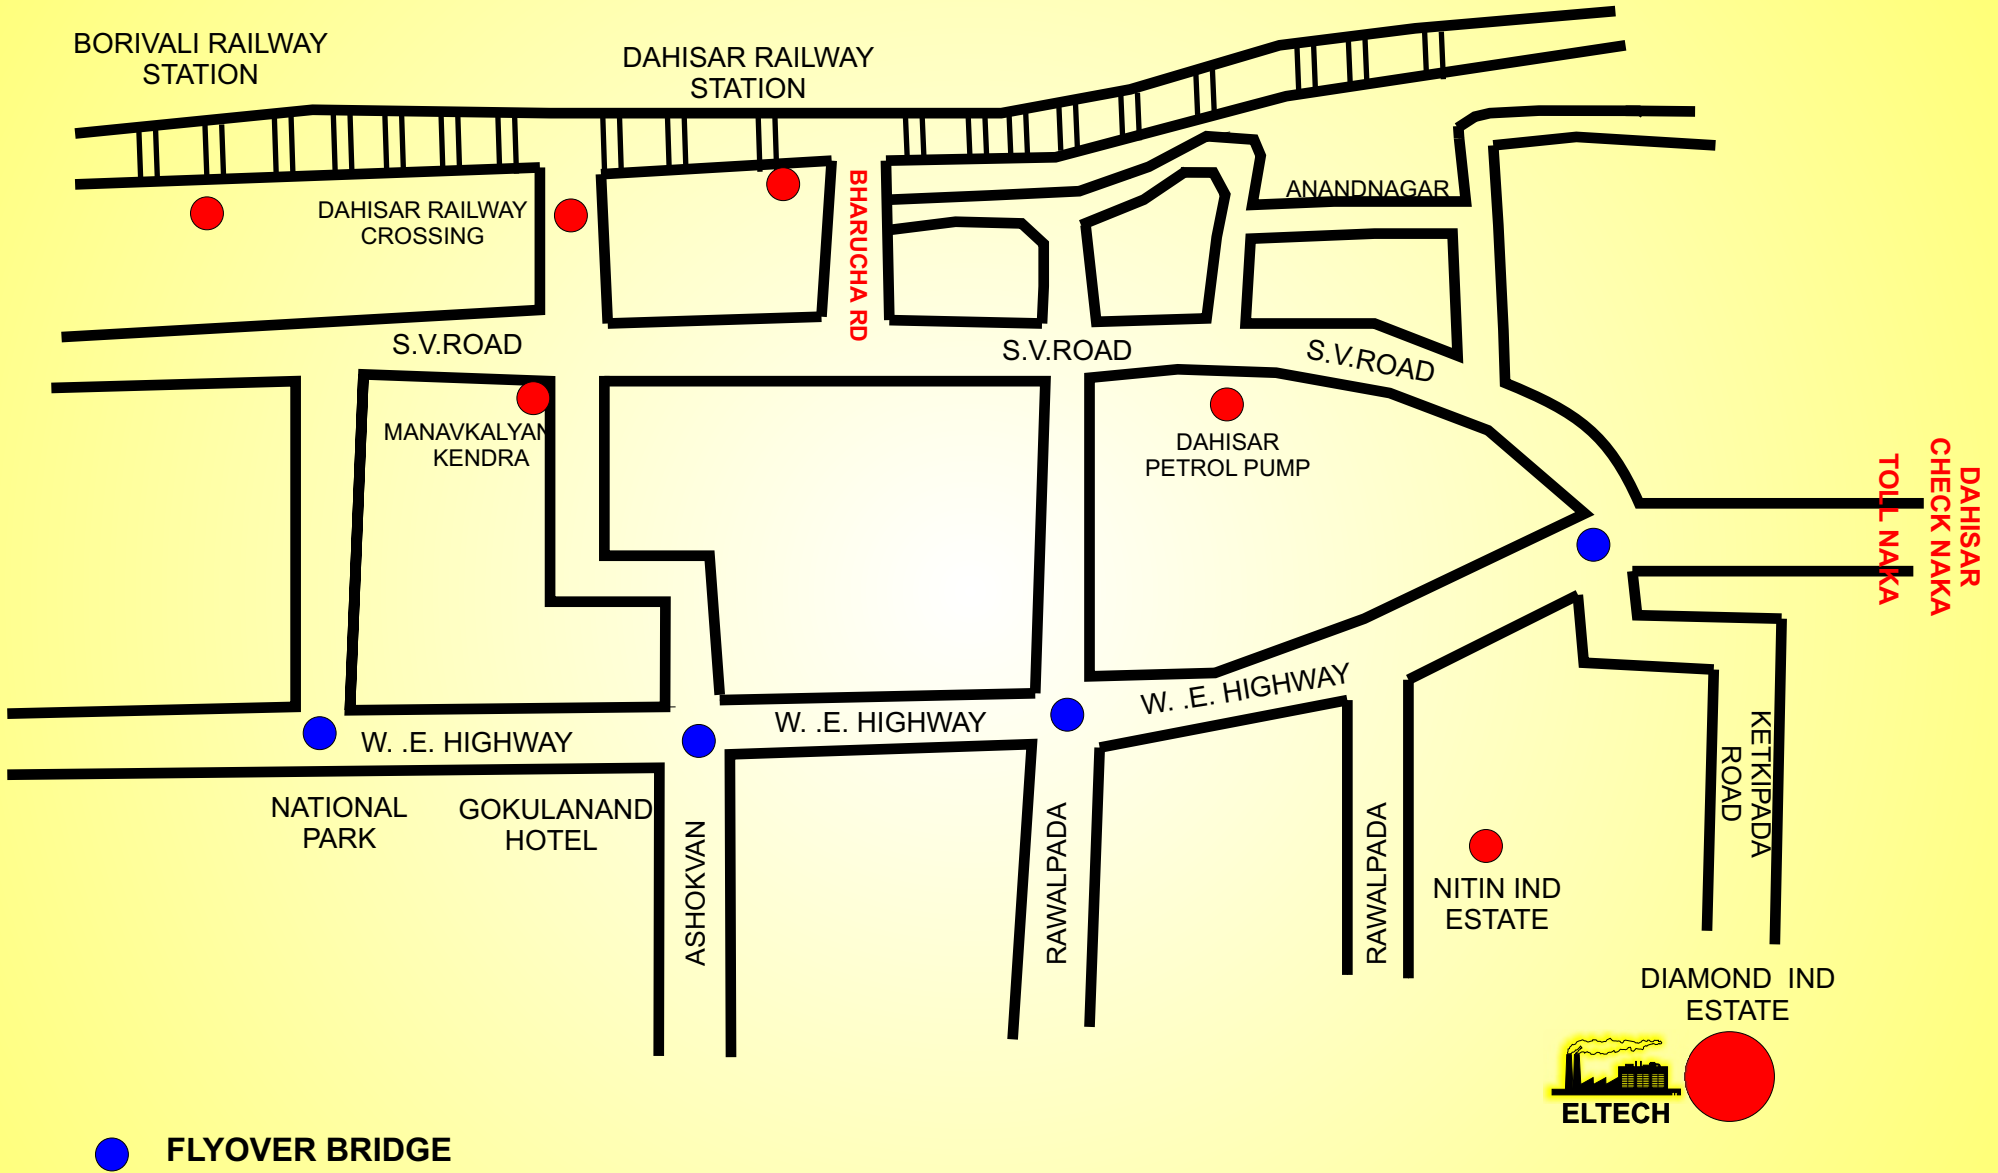 BORIVALI RAILWAY
STATION
DAHISAR RAILWAY
STATION
DAHISAR RAILWAY
CROSSING
BHARUCHA RD
ANANDNAGAR
S.V.ROAD
S.V.ROAD
S.V.ROAD
MANAVKALYAN
KENDRA
DAHISAR
PETROL PUMP
DAHISAR
CHECK NAKA
TOLL NAKA
W. .E. HIGHWAY
W. .E. HIGHWAY
W. .E. HIGHWAY
NATIONAL
PARK
GOKULANAND
HOTEL
ASHOKVAN
RAWALPADA
RAWALPADA
NITIN IND
ESTATE
KETKIPADA
ROAD
DIAMOND IND
ESTATE
ELTECH
FLYOVER BRIDGE